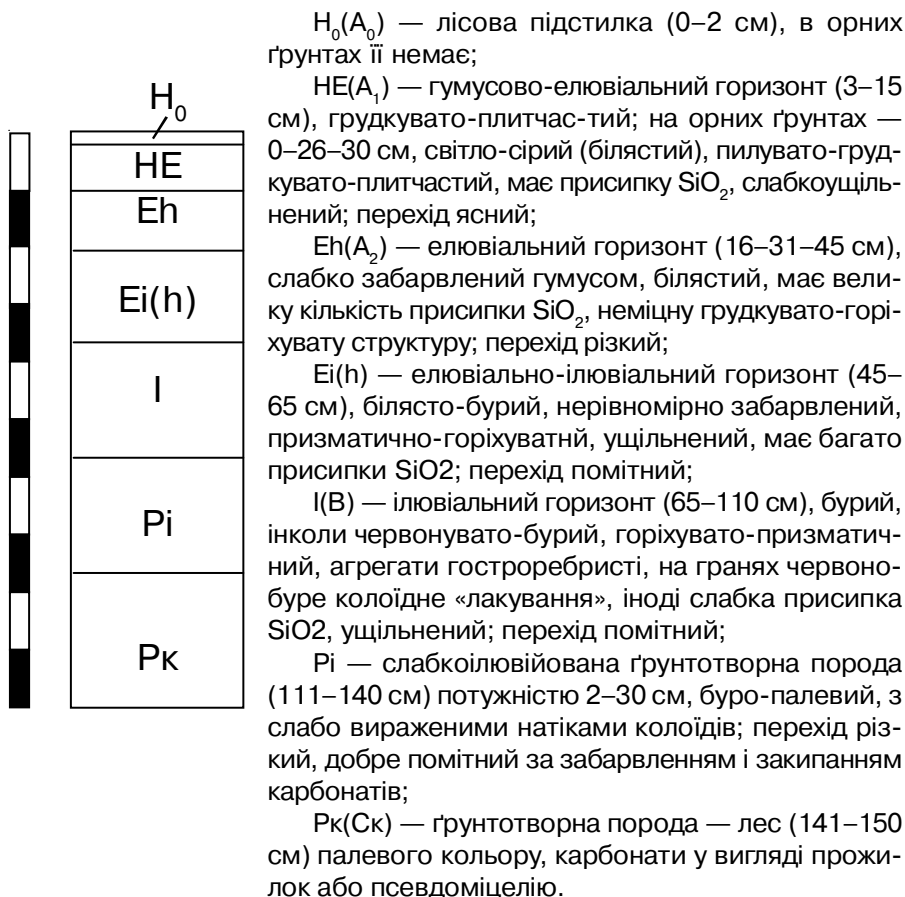 H0
HE
Eh
Ei(h)
I
Pi
Рк
H0(A0) — лісова підстилка (0–2 см), в орних
ґрунтах її немає;
HE(A1) — гумусово-елювіальний горизонт (3–15
см), грудкувато-плитчас-тий; на орних ґрунтах —
0–26–30 см, світло-сірий (білястий), пилувато-груд-
кувато-плитчастий, має присипку SiO2, слабкоущіль-
нений; перехід ясний;
Eh(A2) — елювіальний горизонт (16–31–45 см),
слабко забарвлений гумусом, білястий, має вели-
ку кількість присипки SiO2, неміцну грудкувато-горі-
хувату структуру; перехід різкий;
Ei(h) — елювіально-ілювіальний горизонт (45–
65 см), білясто-бурий, нерівномірно забарвлений,
призматично-горіхуватнй, ущільнений, має багато
присипки SiO2; перехід помітний;
I(B) — ілювіальний горизонт (65–110 см), бурий,
інколи червонувато-бурий, горіхувато-призматич-
ний, агрегати гостроребристі, на гранях червоно-
буре колоїдне «лакування», іноді слабка присипка
SiO2, ущільнений; перехід помітний;
Pi — слабкоілювійована ґрунтотворна порода
(111–140 см) потужністю 2–30 см, буро-палевий, з
слабо вираженими натіками колоїдів; перехід різ-
кий, добре помітний за забарвленням і закипанням
карбонатів;
Рк(Ск) — ґрунтотворна порода — лес (141–150
см) палевого кольору, карбонати у вигляді прожи-
лок або псевдоміцелію.